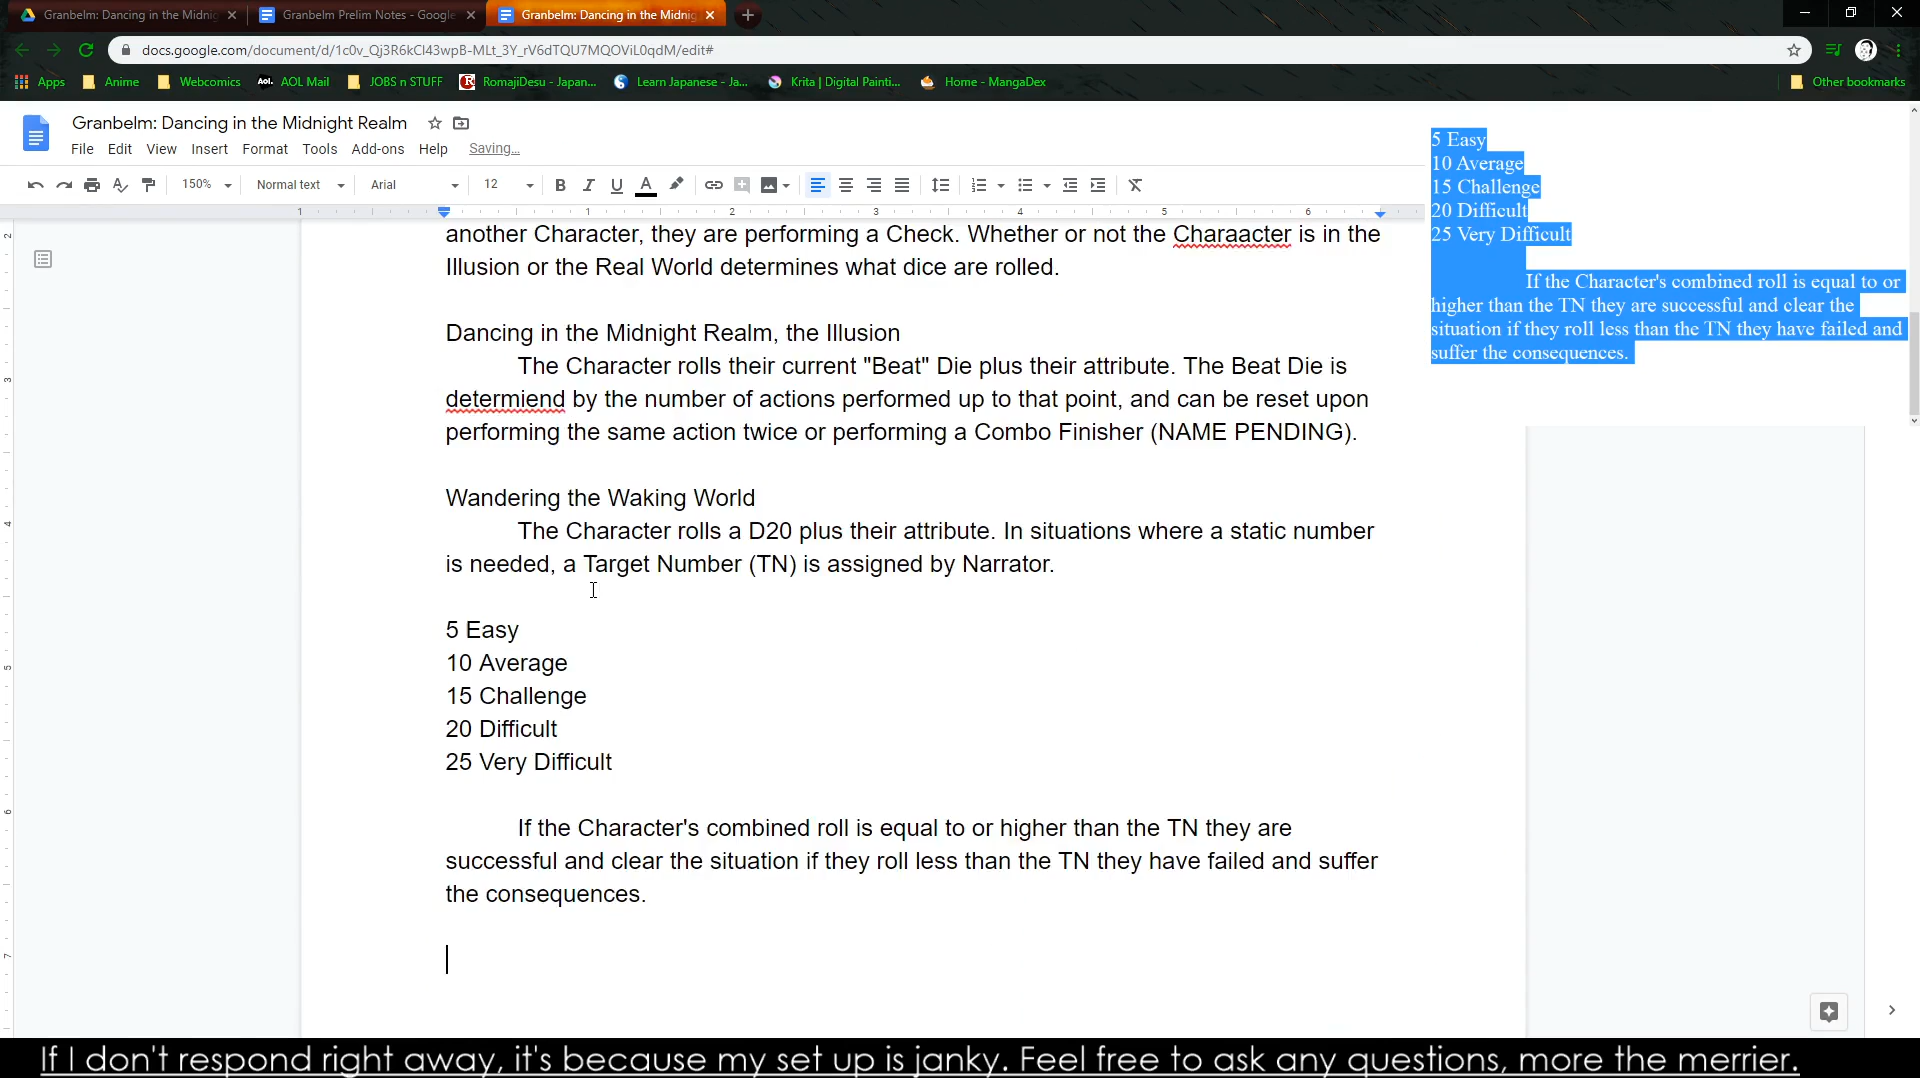 Granbelm: Dancing in the Midnig
Granbelm Prelim Notes - Google
Granbelm: Dancing in the Midnig
docs.google.com/document/d/1c0v_Qj3R6kCl43wpB-MLt_3Y_rV6dTQU7MQOViL0qdM/edit#
Apps Anime Webcomics Aol. AOL Mail JOBS n STUFF RomajiDesu - Japan... Learn Japanese - Ja... Krita | Digital Painti... Home - MangaDex Other bookmarks
Granbelm: Dancing in the Midnight Realm
File Edit View Insert Format Tools Add-ons Help Saving...
150% Normal text Arial 12 B I U A
1 1 2 3 4 5 6
another Character, they are performing a Check. Whether or not the Charaacter is in the
Illusion or the Real World determines what dice are rolled.
Dancing in the Midnight Realm, the Illusion
The Character rolls their current "Beat" Die plus their attribute. The Beat Die is
determiend by the number of actions performed up to that point, and can be reset upon
performing the same action twice or performing a Combo Finisher (NAME PENDING).
Wandering the Waking World
The Character rolls a D20 plus their attribute. In situations where a static number
is needed, a Target Number (TN) is assigned by Narrator.
5 Easy
10 Average
15 Challenge
20 Difficult
25 Very Difficult
If the Character's combined roll is equal to or higher than the TN they are
successful and clear the situation if they roll less than the TN they have failed and suffer
the consequences.
5 Easy
10 Average
15 Challenge
20 Difficult
25 Very Difficult
If the Character's combined roll is equal to or
higher than the TN they are successful and clear the
situation if they roll less than the TN they have failed and
suffer the consequences.
2
3
4
5
6
7
If I don't respond right away, it's because my set up is janky. Feel free to ask any questions, more the merrier.